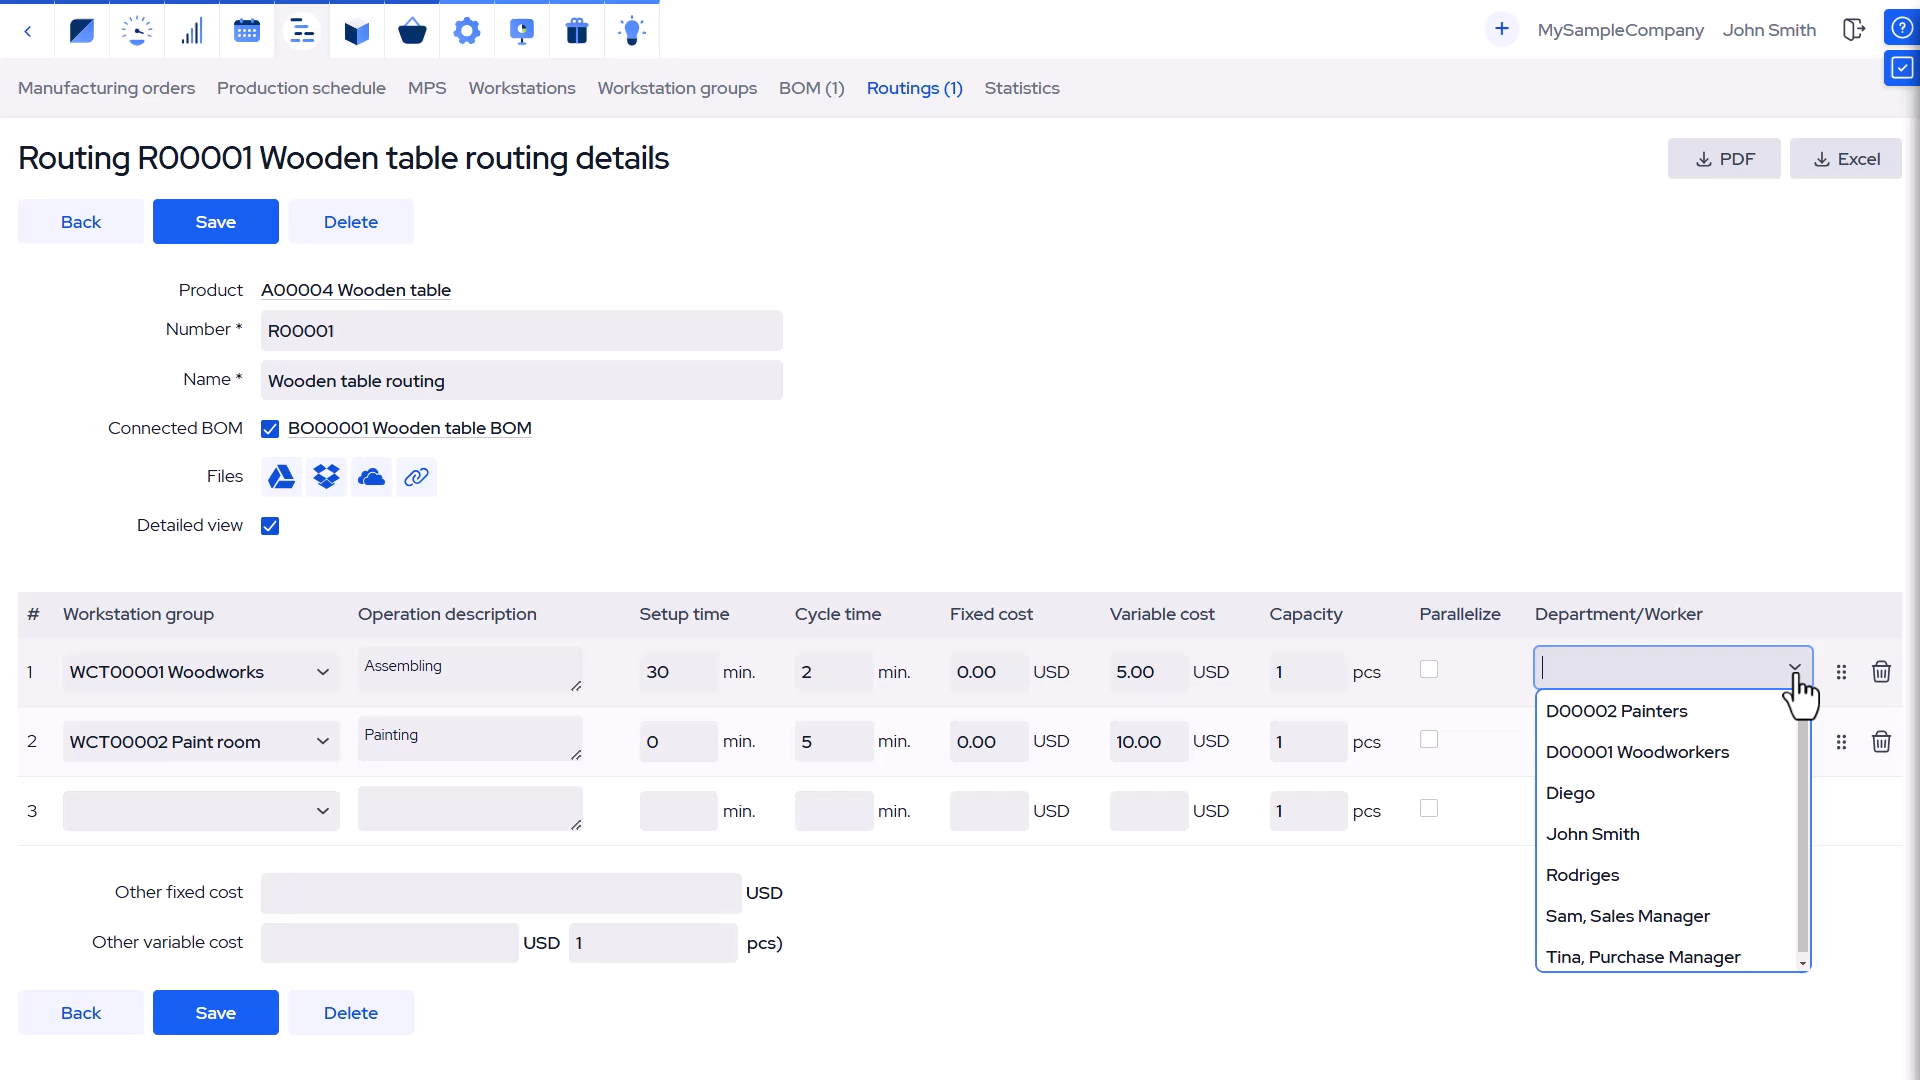 MySampleCompany John Smith
Manufacturing orders Production schedule MPS Workstations Workstation groups BOM (1) Routings (1) Statistics
Routing R00001 Wooden table routing details
PDF Excel
Back Save Delete
Product A00004 Wooden table
Number * R00001
Name * Wooden table routing
Connected BOM BO00001 Wooden table BOM
Files
Detailed view
# Workstation group Operation description Setup time Cycle time Fixed cost Variable cost Capacity Parallelize Department/Worker
1 WCT00001 Woodworks Assembling 30 min. 2 min. 0.00 USD 5.00 USD 1 pcs
D00002 Painters
2 WCT00002 Paint room Painting 0 min. 5 min. 0.00 USD 10.00 USD 1 pcs
D00001 Woodworkers
Diego
3 min. min. USD USD 1 pcs
John Smith
Rodriges
Sam, Sales Manager
Tina, Purchase Manager
Other fixed cost USD
Other variable cost USD 1 pcs)
Back Save Delete